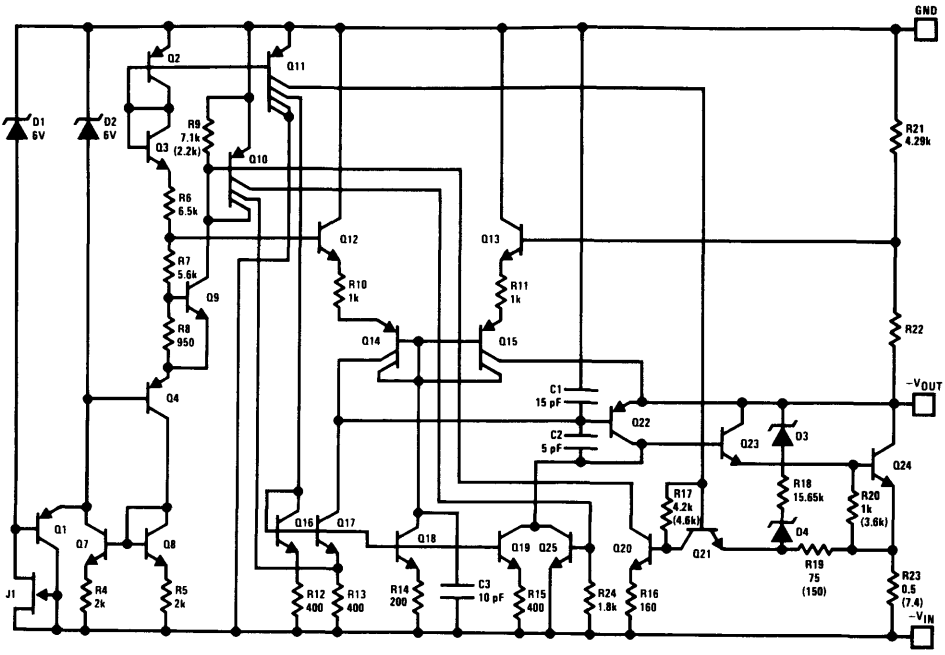 GND
Q2
Q11
D1
6V
D2
6V
Q3
R9
7.1k
(2.2k)
Q10
R21
4.29k
R6
6.5k
Q12
Q13
R7
5.6k
Q9
R10
1k
R11
1k
R8
950
Q14
Q15
R22
Q4
C1
15 pF
-VOUT
Q22
C2
5 pF
Q23
D3
Q24
R18
15.65k
R17
4.2k
(4.6k)
R20
1k
(3.6k)
Q1
Q7
Q8
Q16
Q17
Q18
Q19
Q25
Q20
Q21
D4
R19
75
(150)
J1
R4
2k
R5
2k
R12
400
R13
400
R14
200
C3
10 pF
R15
400
R24
1.8k
R16
160
R23
0.5
(7.4)
-VIN